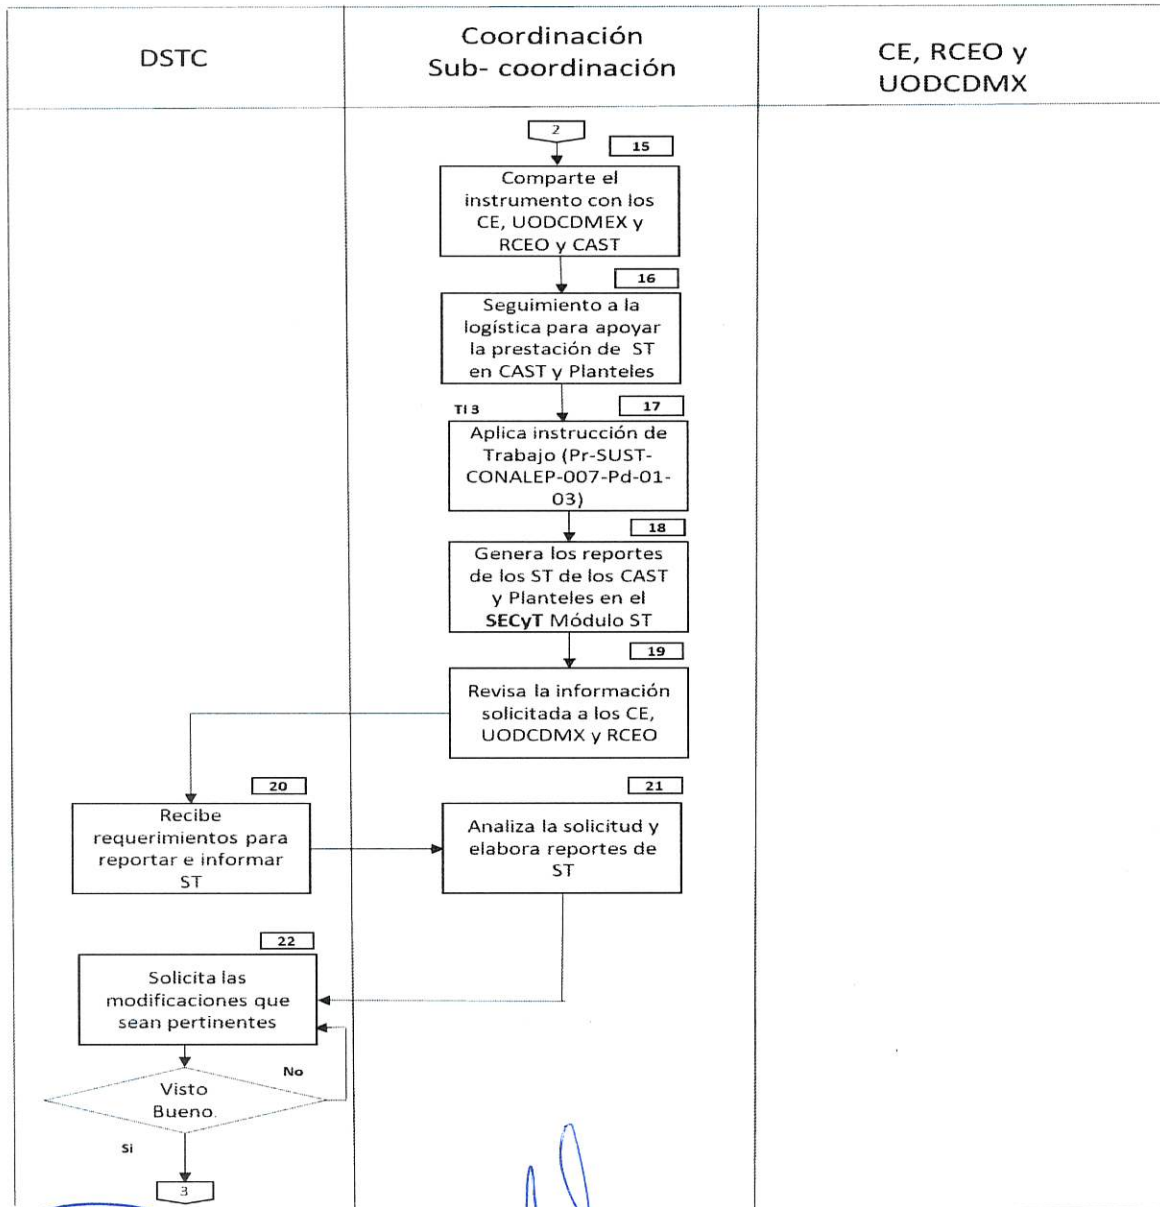 DSTC
Coordinación
Sub- coordinación
CE, RCEO y
UODCDMX
2
15
Comparte el
instrumento con los
CE, UODCDMEX y
RCEO y CAST
16
Seguimiento a la
logística para apoyar
la prestación de ST
en CAST y Planteles
TI 3
17
Aplica instrucción de
Trabajo (Pr-SUST-
CONALEP-007-Pd-01-
03)
18
Genera los reportes
de los ST de los CAST
y Planteles en el
SECyT Módulo ST
19
Revisa la información
solicitada a los CE,
UODCDMX y RCEO
20
Recibe
requerimientos para
reportar e informar
ST
21
Analiza la solicitud y
elabora reportes de
ST
22
Solicita las
modificaciones que
sean pertinentes
No
Visto
Bueno.
Si
3